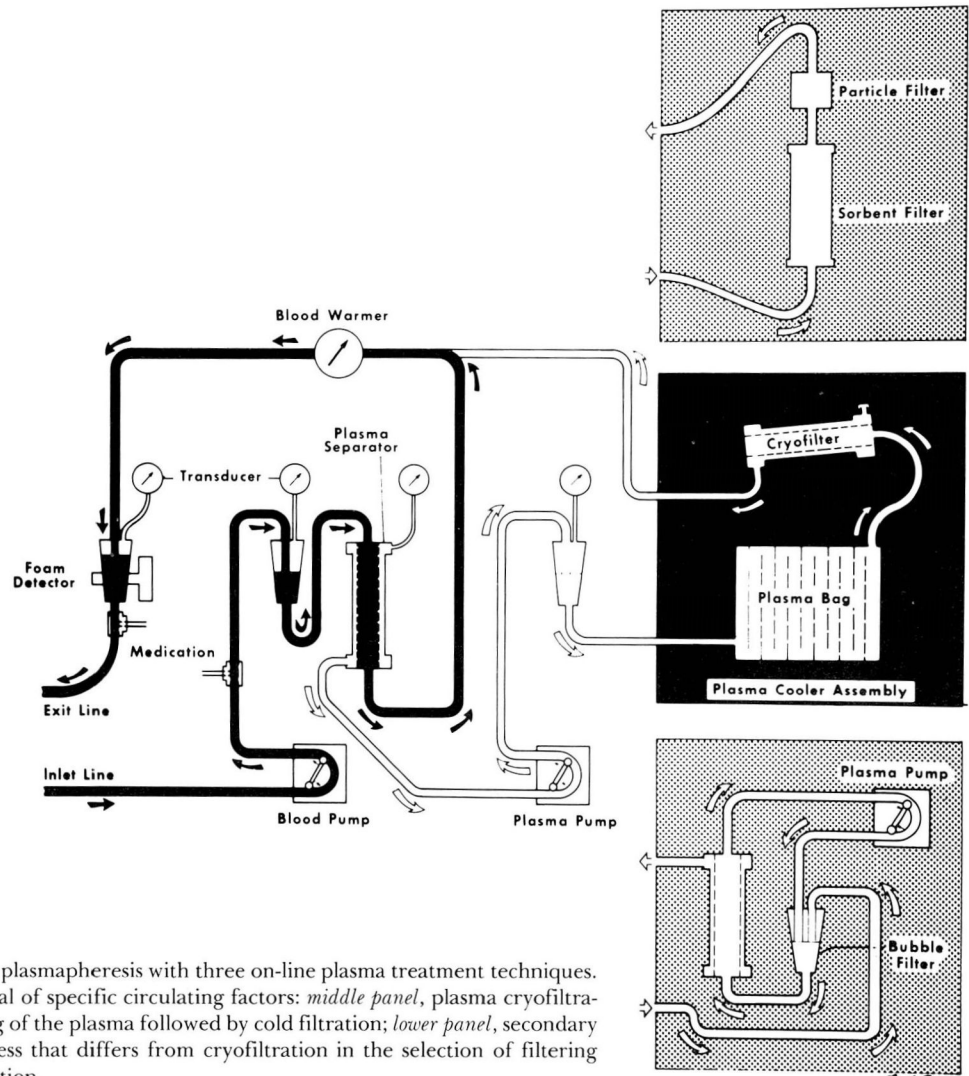 Particle Filter
Sorbent Filter
Blood Warmer
Plasma
Separator
Transducer
Cryofilter
Foam
Detector
Plasma Bag
Medication
Plasma Cooler Assembly
Exit Line
Inlet Line
Blood Pump
Plasma Pump
Plasma Pump
Bubble
Filter
plasmapheresis with three on-line plasma treatment techniques.
al of specific circulating factors: middle panel, plasma cryofiltra-
g of the plasma followed by cold filtration; lower panel, secondary
ess that differs from cryofiltration in the selection of filtering
tion.